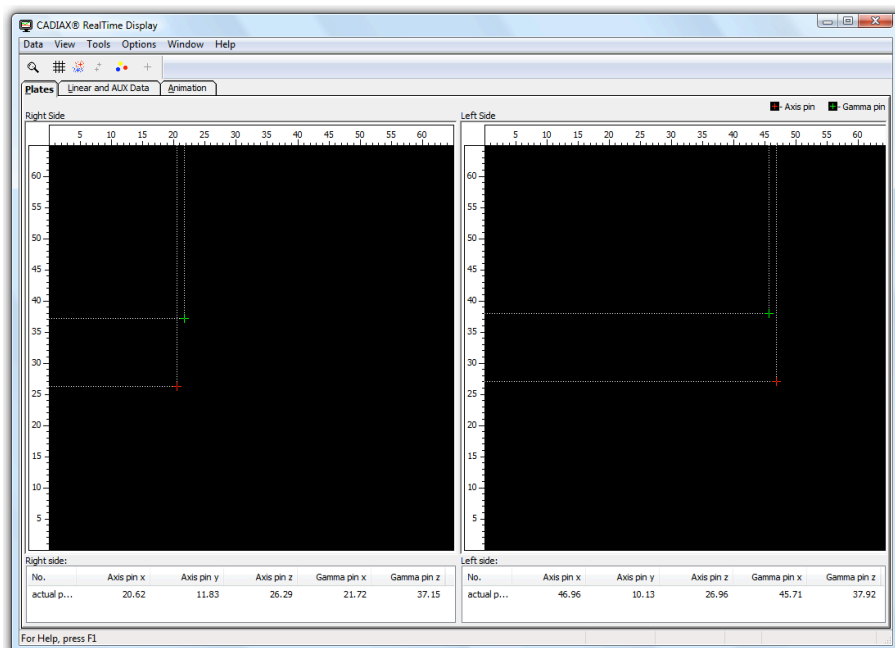 CADIAX® RealTime Display
Data View Tools Options Window Help
Plates Linear and AUX Data Animation
- Axis pin - Gamma pin
Right Side
5 10 15 20 25 30 35 40 45 50 55 60
65
60
55
50
45
40
35
30
25
20
15
10
5
Left Side
5 10 15 20 25 30 35 40 45 50 55 60
60
55
50
45
40
35
30
25
20
15
10
5
Right side:
No. Axis pin x Axis pin y Axis pin z Gamma pin x Gamma pin z
actual p... 20.62 11.83 26.29 21.72 37.15
Left side:
No. Axis pin x Axis pin y Axis pin z Gamma pin x Gamma pin z
actual p... 46.96 10.13 26.96 45.71 37.92
For Help, press F1